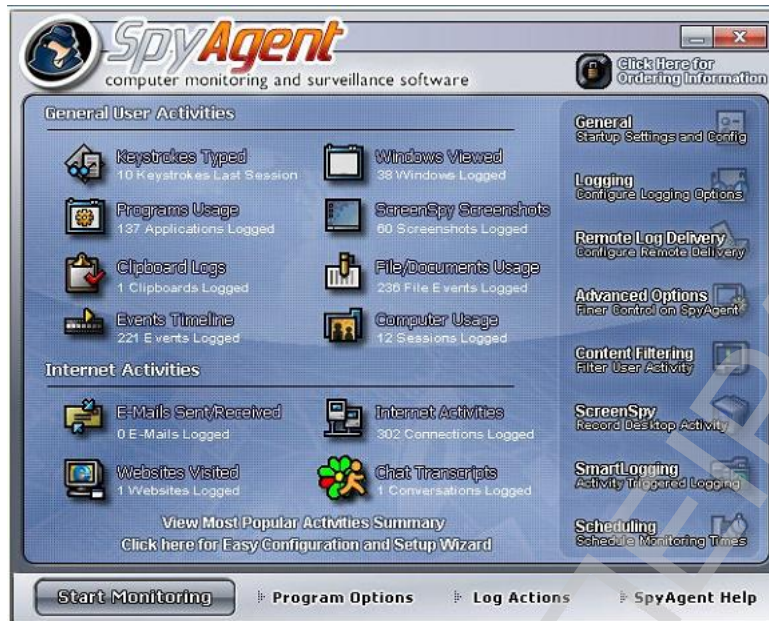 SpyAgent
computer monitoring and surveillance software
Click Here for
Ordering Information
General User Activities
Keystrokes Typed
10 Keystrokes Last Session
Windows Viewed
38 Windows Logged
Programs Usage
137 Applications Logged
ScreenSpy Screenshots
60 Screenshots Logged
Clipboard Logs
1 Clipboards Logged
File/Documents Usage
236 File Events Logged
Events Timeline
221 Events Logged
Computer Usage
12 Sessions Logged
Internet Activities
E-Mails Sent/Received
0 E-Mails Logged
Internet Activities
302 Connections Logged
Websites Visited
1 Websites Logged
Chat Transcripts
1 Conversations Logged
View Most Popular Activities Summary
Click here for Easy Configuration and Setup Wizard
General
Startup Settings and Config
Logging
Configure Logging Options
Remote Log Delivery
Configure Remote Delivery
Advanced Options
Finer Control on SpyAgent
Content Filtering
Filter User Activity
ScreenSpy
Record Desktop Activity
SmartLogging
Activity Triggered Logging
Scheduling
Schedule Monitoring Times
Start Monitoring
Program Options
Log Actions
SpyAgent Help